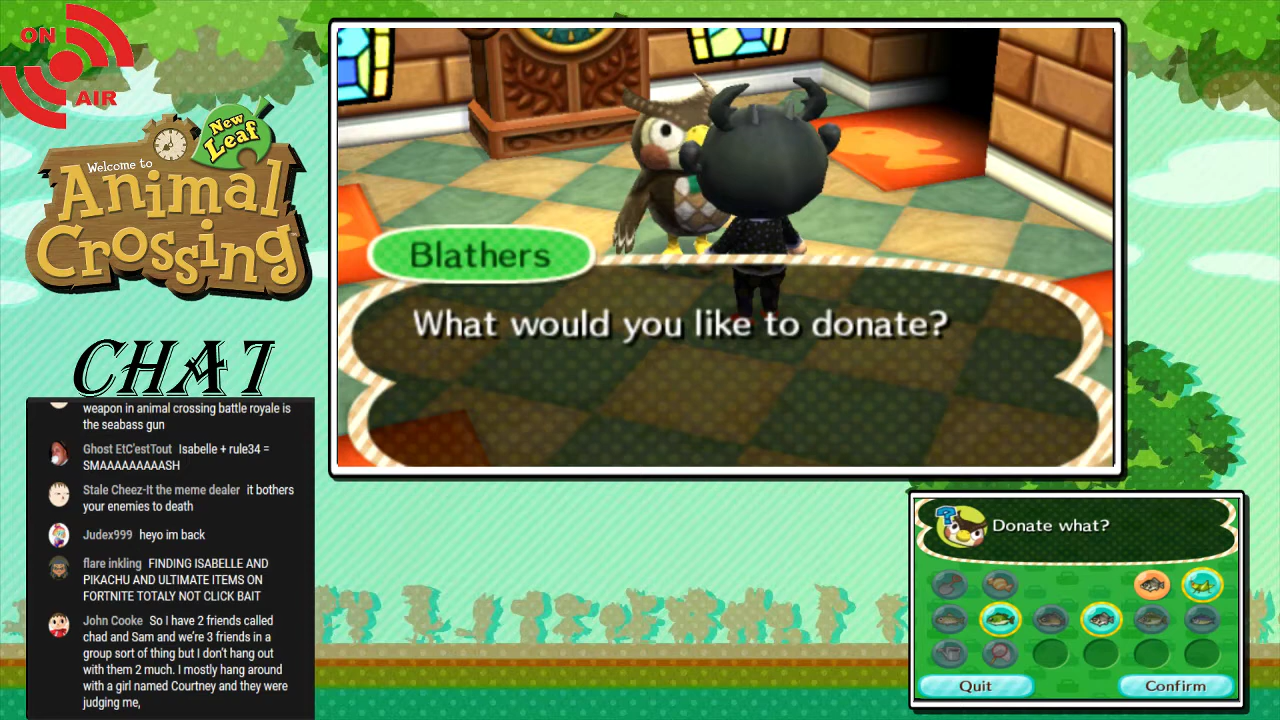 ON
AIR
New
Leaf
Welcome to
Animal
Crossing
CHAT
weapon in animal crossing battle royale is
the seabass gun
Ghost EtC'estTout Isabelle + rule34 =
SMAAAAAAAAASH
Stale Cheez-It the meme dealer it bothers
your enemies to death
Judex999 heyo im back
flare inkling FINDING ISABELLE AND
PIKACHU AND ULTIMATE ITEMS ON
FORTNITE TOTALY NOT CLICK BAIT
John Cooke So I have 2 friends called
chad and Sam and we're 3 friends in a
group sort of thing but I don't hang out
with them 2 much. I mostly hang around
with a girl named Courtney and they were
judging me,
Blathers
What would you like to donate?
Donate what?
Quit
Confirm